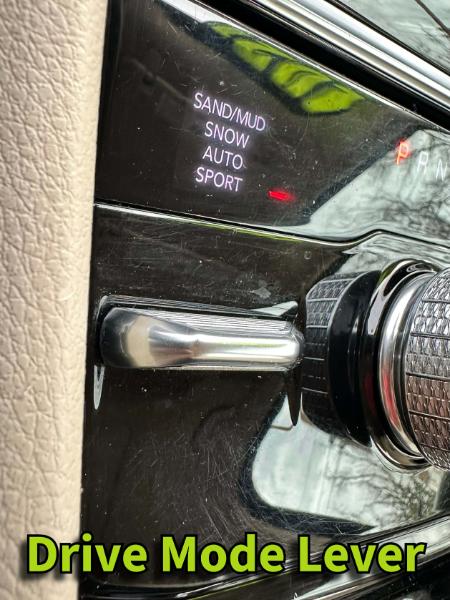 SAND/MUD
SNOW
AUTO
SPORT
P R N
Drive Mode Lever